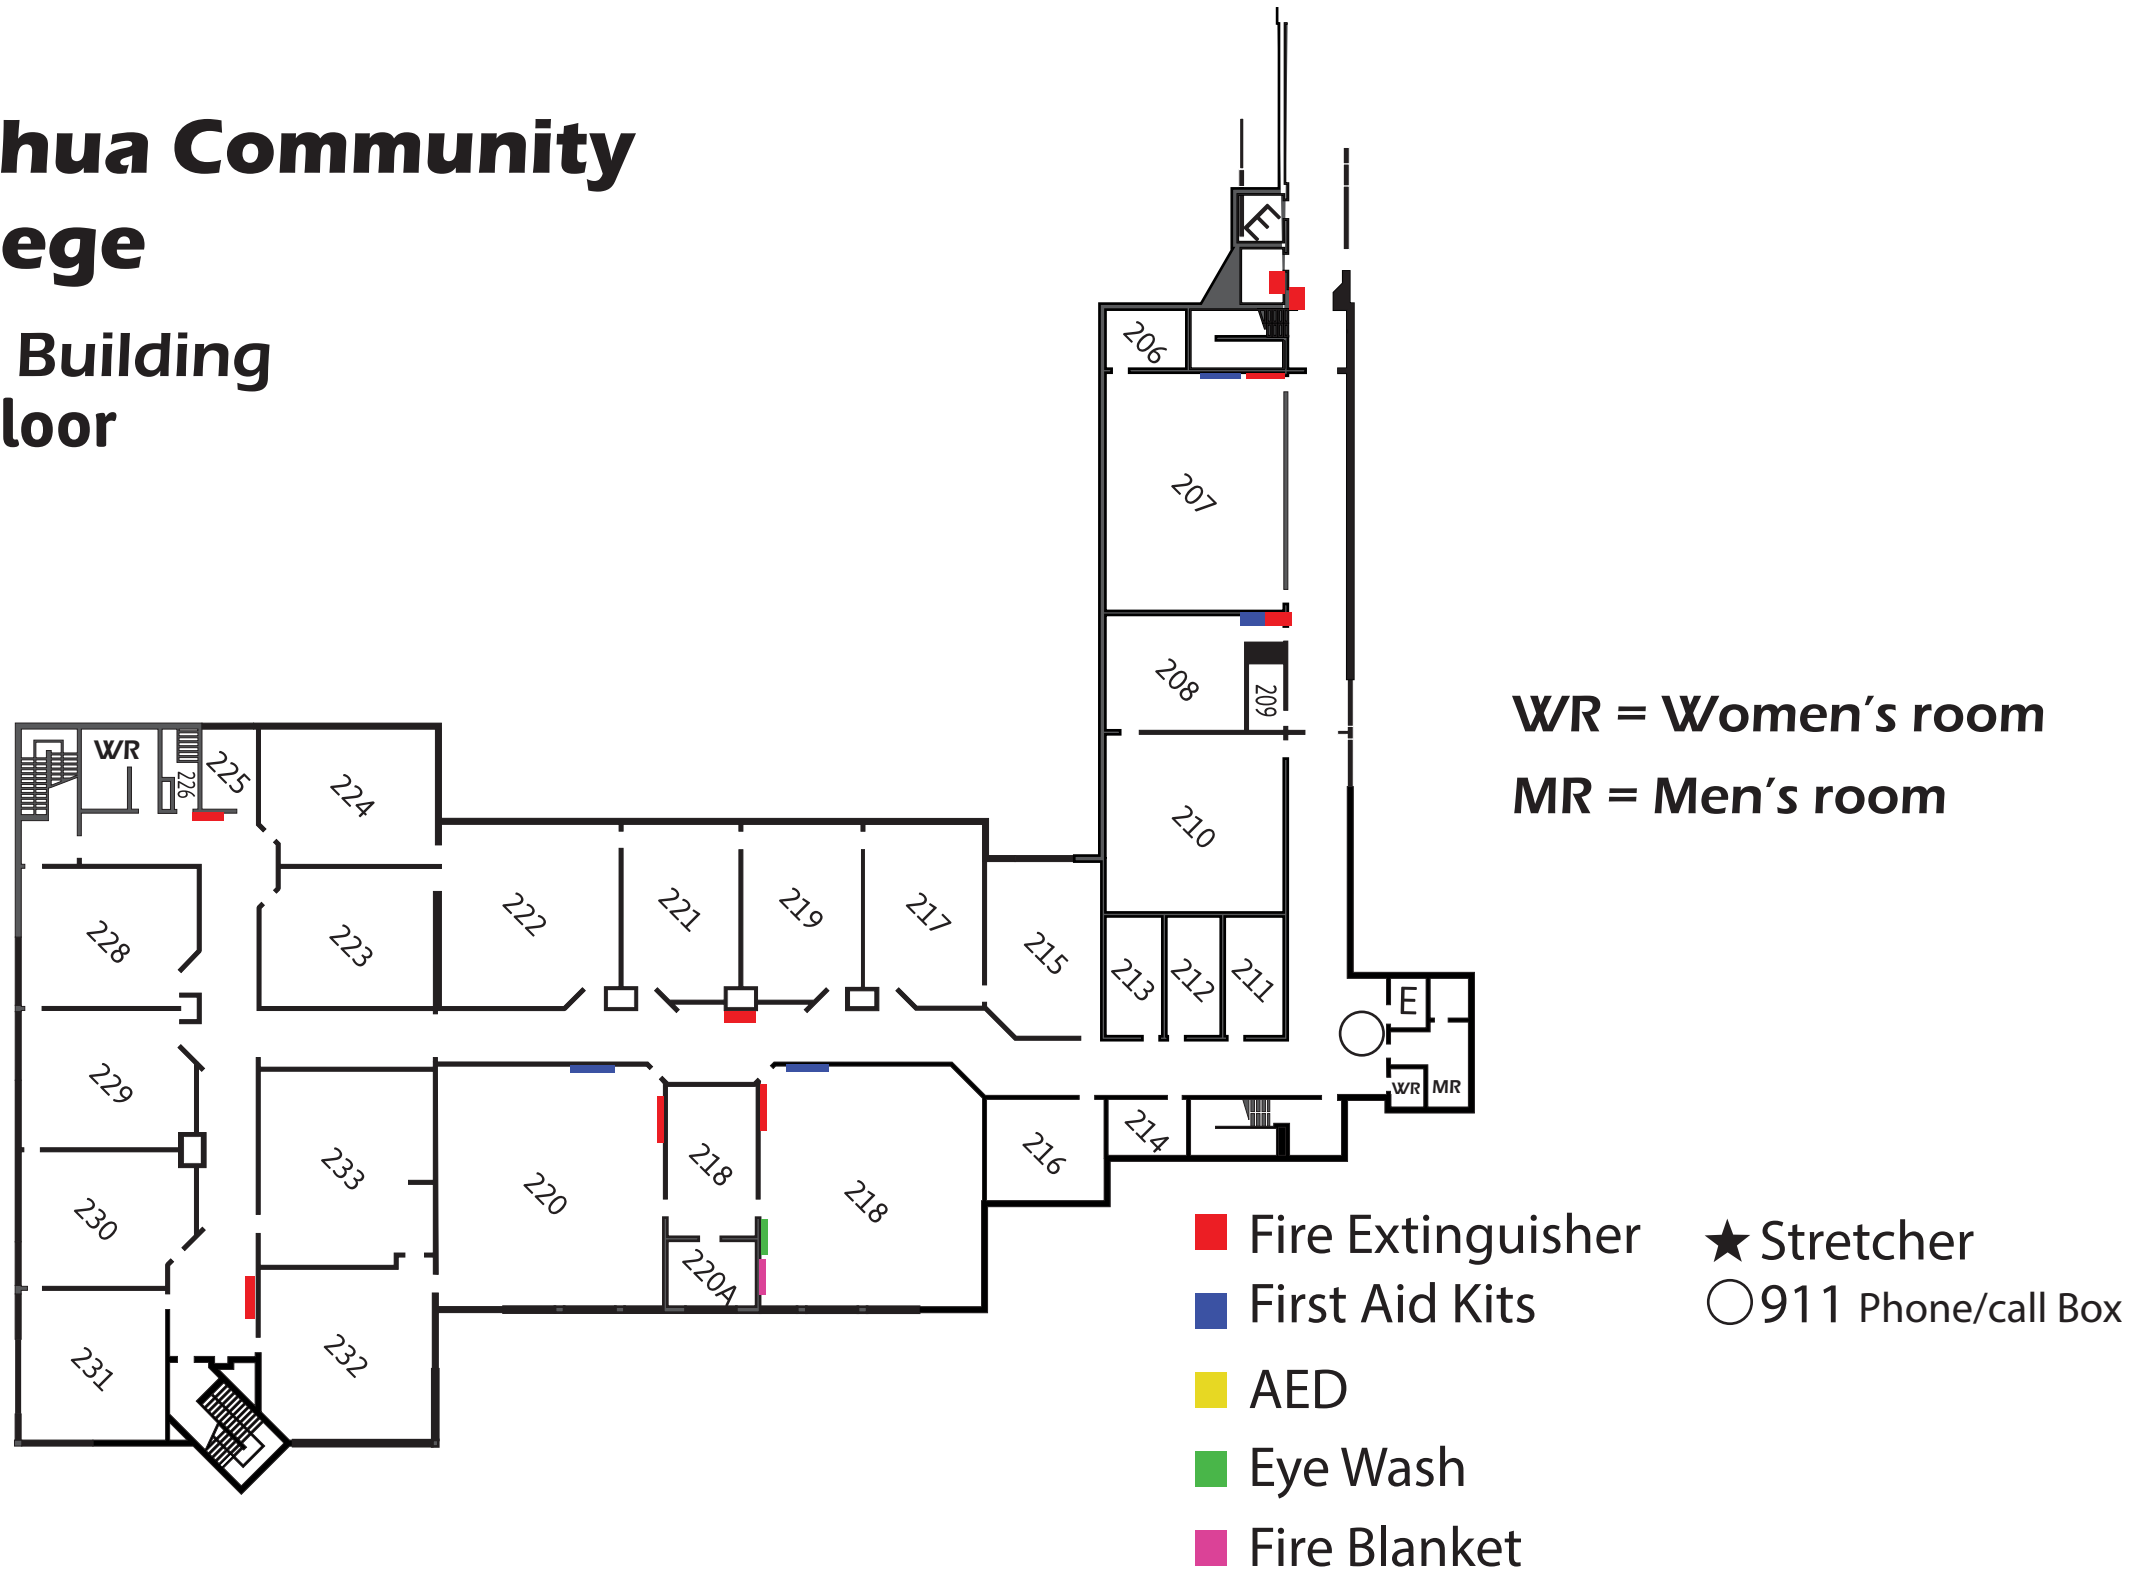 hua Community
ege
Building
loor
E
206
207
208
209
210
WR = Women's room
MR = Men's room
WR
226
225
224
228
223
222
221
219
217
215
213
212
211
E
WR
MR
229
230
231
233
232
220
218
220A
218
216
214
Fire Extinguisher
First Aid Kits
AED
Eye Wash
Fire Blanket
Stretcher
911 Phone/call Box